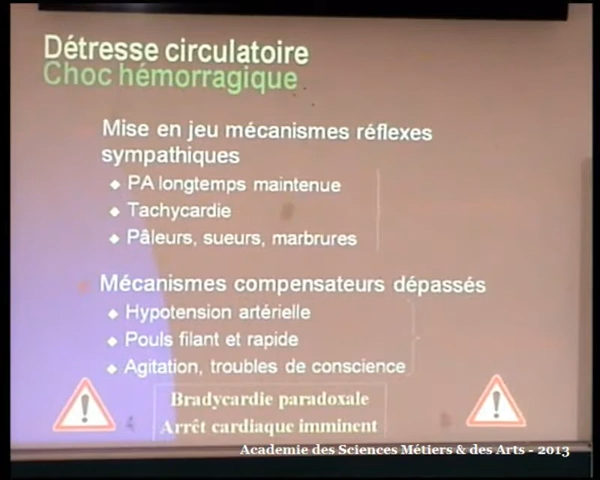 Détresse circulatoire
Choc hémorragique
Mise en jeu mécanismes réflexes
sympathiques
◆ PA longtemps maintenue
◆ Tachycardie
◆ Pâleurs, sueurs, marbrures
Mécanismes compensateurs dépassés
◆ Hypotension artérielle
◆ Pouls filant et rapide
◆ Agitation, troubles de conscience
Bradycardie paradoxale
Arrêt cardiaque imminent
Academie des Sciences Métiers & des Arts - 2013